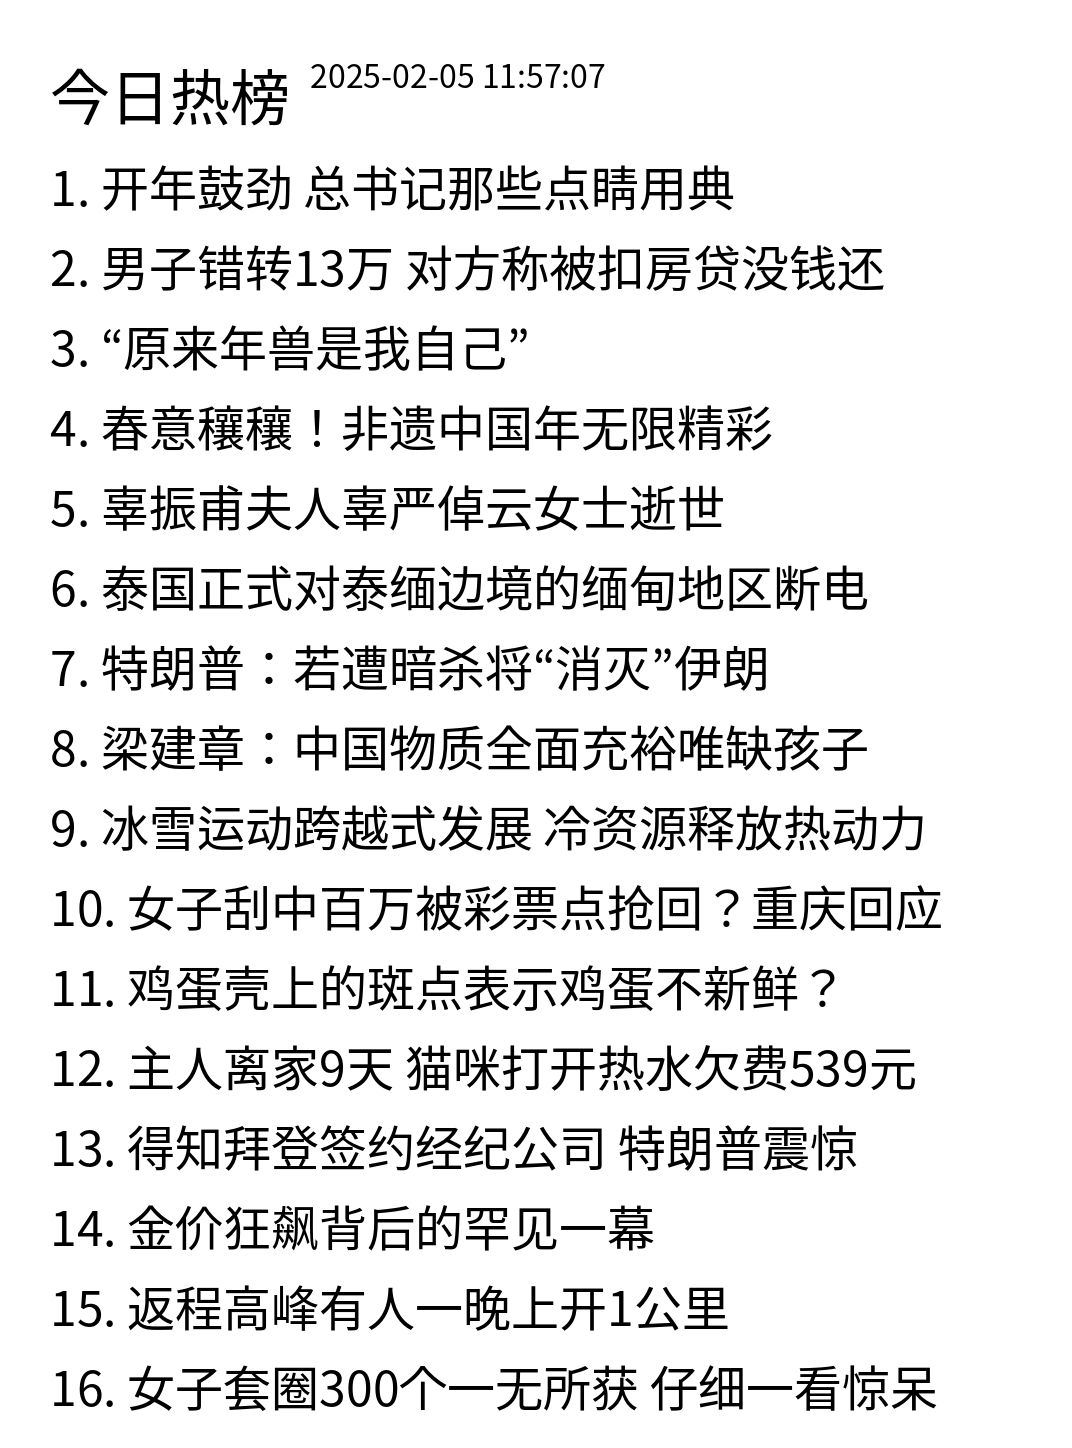 今日热榜 2025-02-05 11:57:07
1. 开年鼓劲 总书记那些点睛用典
2. 男子错转13万 对方称被扣房贷没钱还
3. “原来年兽是我自己”
4. 春意穰穰！非遗中国年无限精彩
5. 辜振甫夫人辜严倬云女士逝世
6. 泰国正式对泰缅边境的缅甸地区断电
7. 特朗普：若遭暗杀将“消灭”伊朗
8. 梁建章：中国物质全面充裕唯缺孩子
9. 冰雪运动跨越式发展 冷资源释放热动力
10. 女子刮中百万被彩票点抢回？重庆回应
11. 鸡蛋壳上的斑点表示鸡蛋不新鲜？
12. 主人离家9天 猫咪打开热水欠费539元
13. 得知拜登签约经纪公司 特朗普震惊
14. 金价狂飙背后的罕见一幕
15. 返程高峰有人一晚上开1公里
16. 女子套圈300个一无所获 仔细一看惊呆